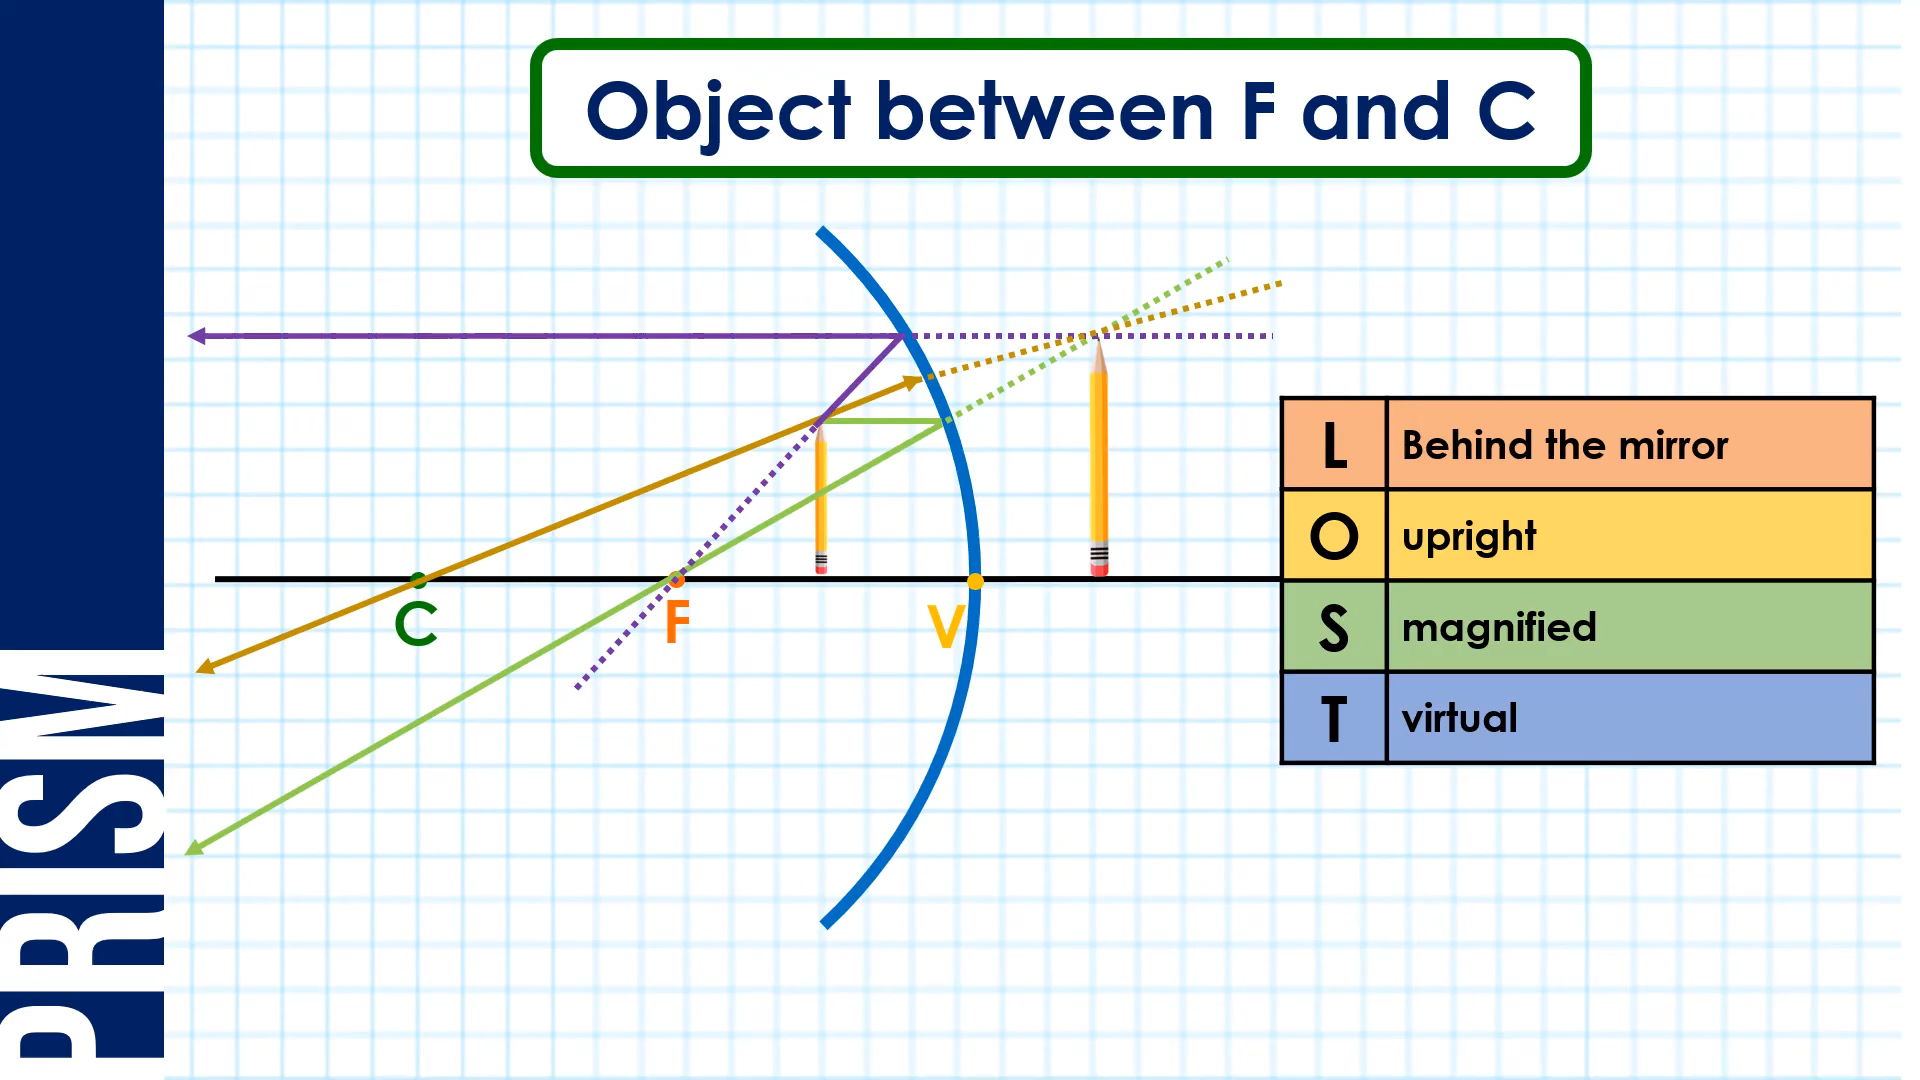 Object between F and C
C
F
V
L Behind the mirror
O upright
S magnified
T virtual
PRISM